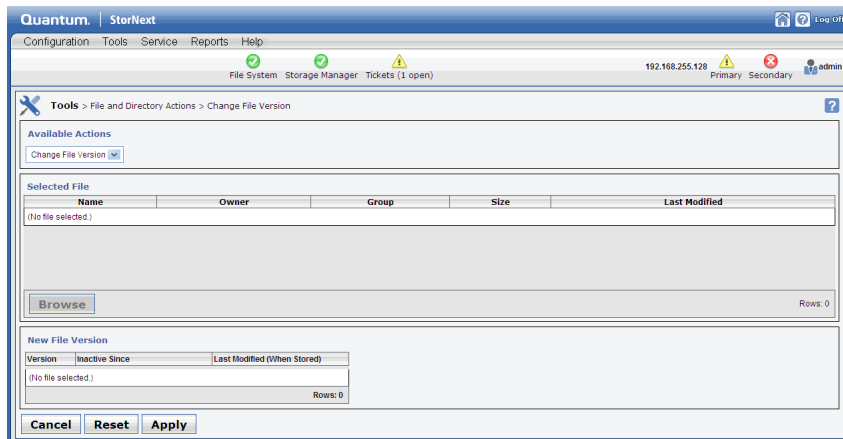 Quantum. StorNext Log Off
Configuration Tools Service Reports Help
File System Storage Manager Tickets (1 open) 192.168.255.128 Primary Secondary admin
Tools > File and Directory Actions > Change File Version
Available Actions
Change File Version
Selected File
Name Owner Group Size Last Modified
(No file selected.)
Browse Rows: 0
New File Version
Version Inactive Since Last Modified (When Stored)
(No file selected.)
Rows: 0
Cancel Reset Apply